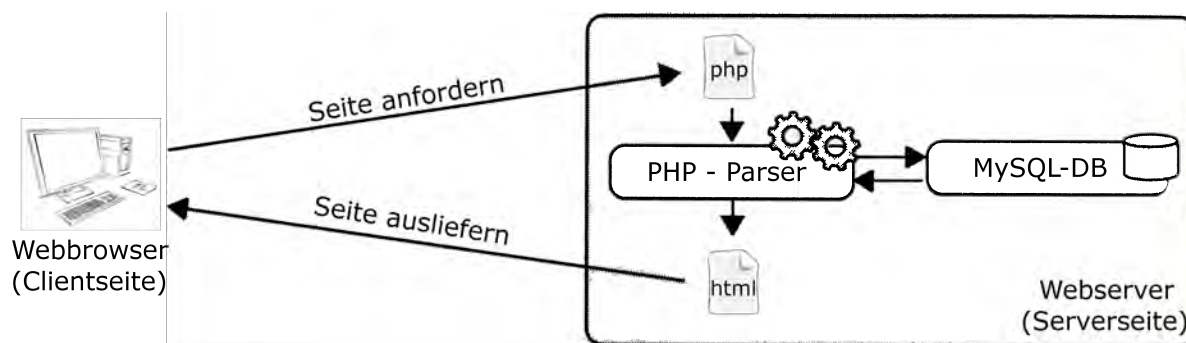 php
Seite anfordern
PHP - Parser
MySQL-DB
Seite ausliefern
Webbrowser
(Clientseite)
html
Webserver
(Serverseite)